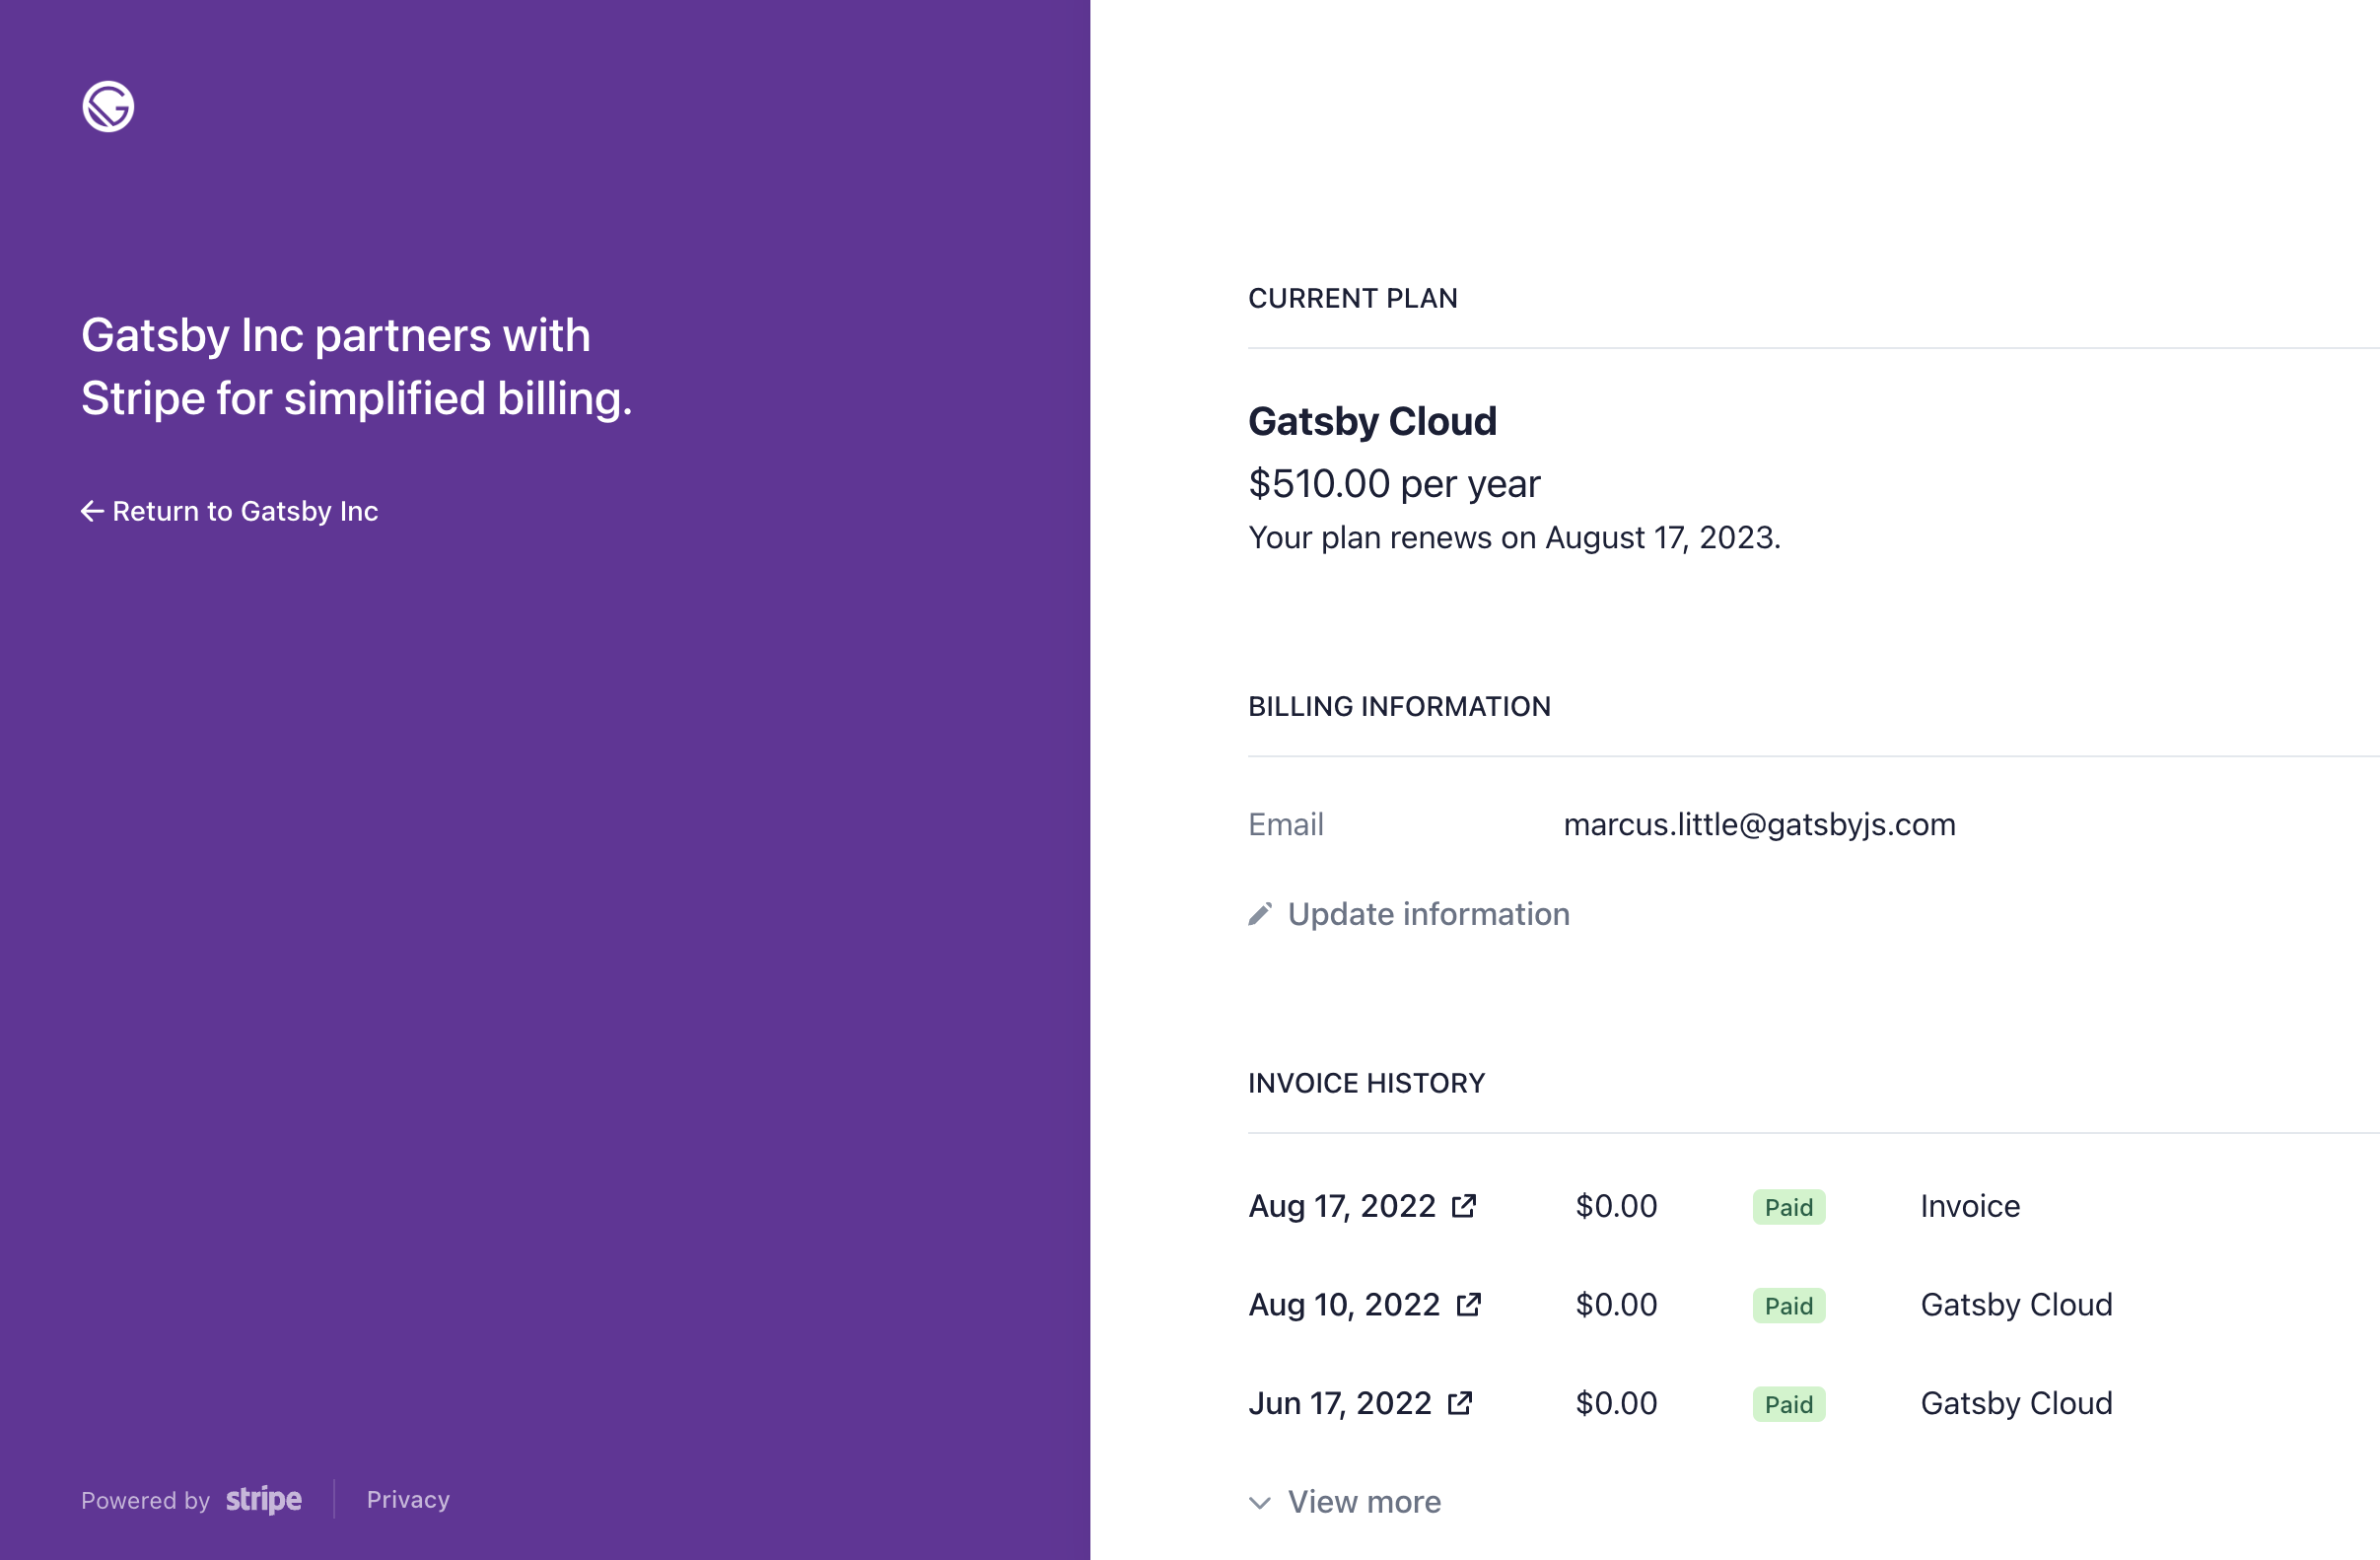 Gatsby Inc partners with
Stripe for simplified billing.
Return to Gatsby Inc
Powered by stripe
Privacy
CURRENT PLAN
Gatsby Cloud
$510.00 per year
Your plan renews on August 17, 2023.
BILLING INFORMATION
Email marcus.little@gatsbyjs.com
Update information
INVOICE HISTORY
Aug 17, 2022 $0.00 Paid Invoice
Aug 10, 2022 $0.00 Paid Gatsby Cloud
Jun 17, 2022 $0.00 Paid Gatsby Cloud
View more